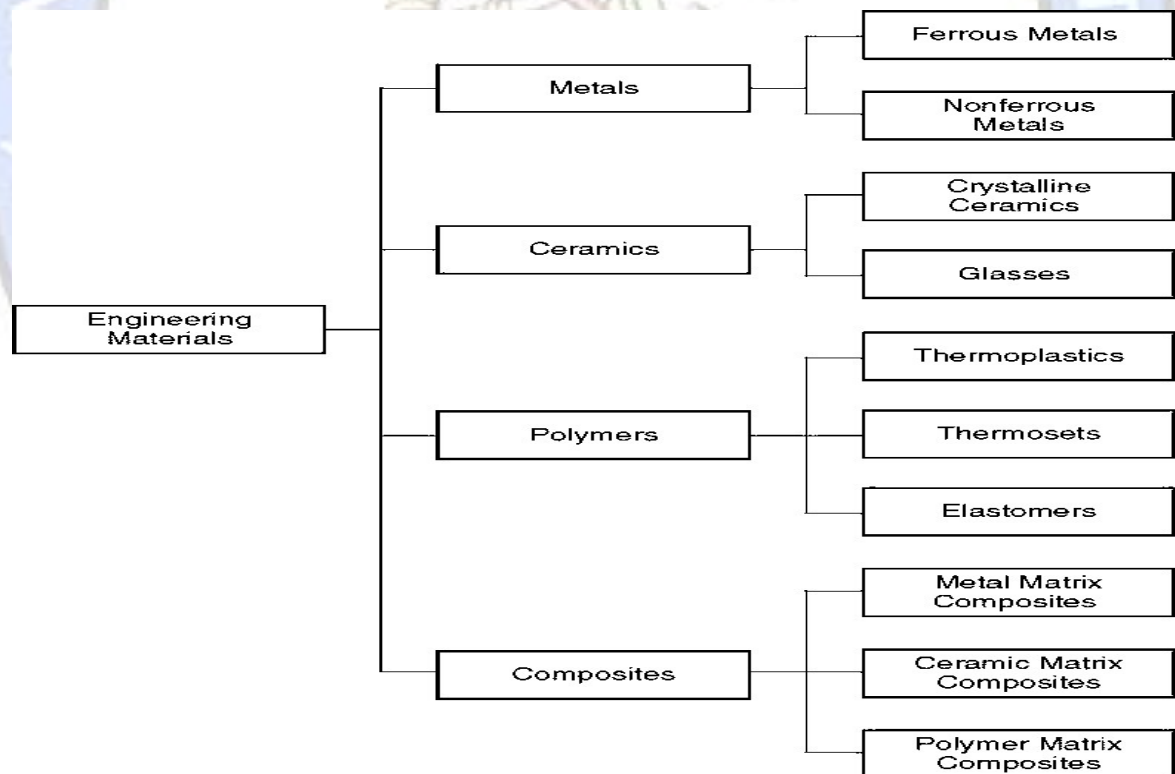 Ferrous Metals
Metals
Nonferrous
Metals
Crystalline
Ceramics
Ceramics
Glasses
Engineering
Materials
Thermoplastics
Polymers
Thermosets
Elastomers
Metal Matrix
Composites
Composites
Ceramic Matrix
Composites
Polymer Matrix
Composites